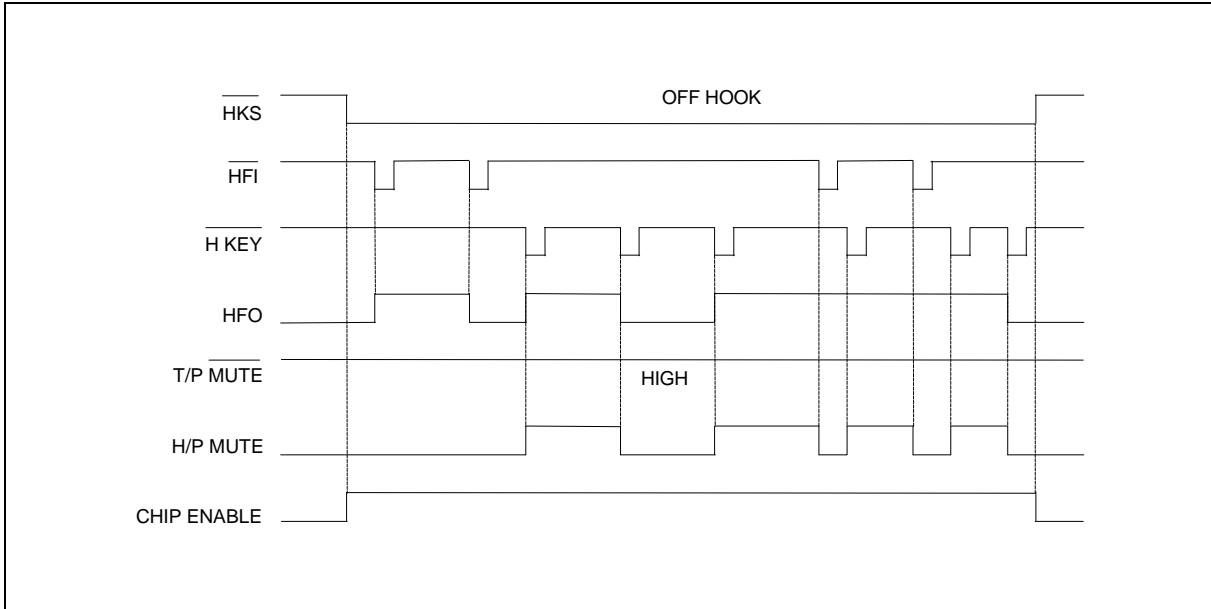 OFF HOOK
HKS
HFI
H KEY
HFO
T/P MUTE
HIGH
H/P MUTE
CHIP ENABLE